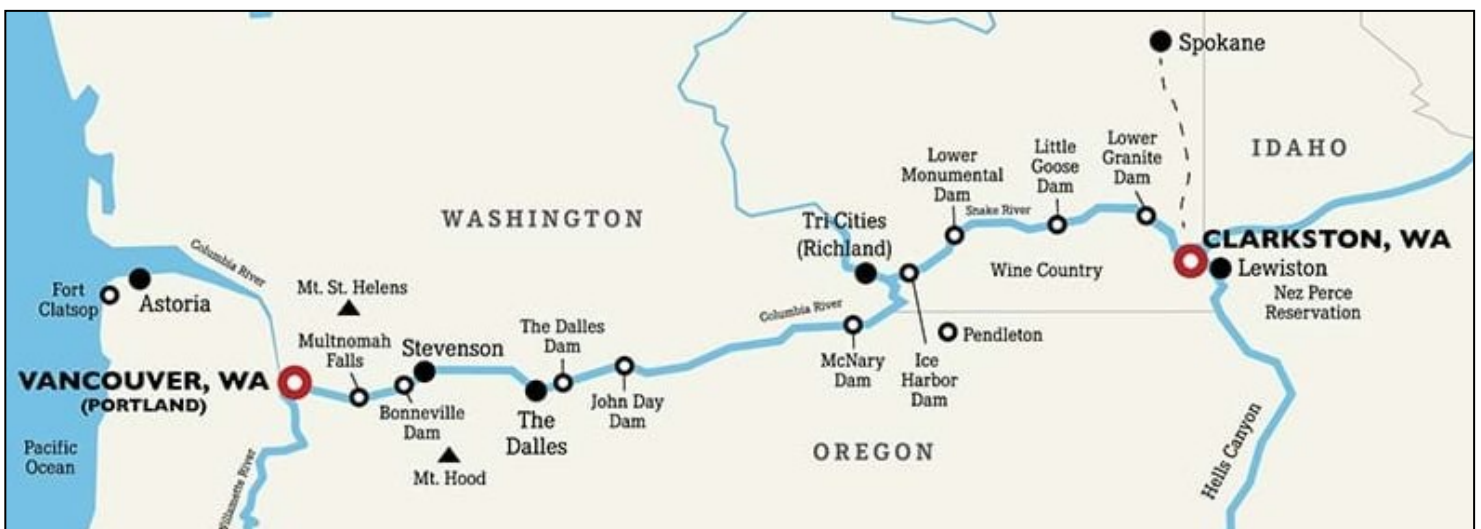 Spokane
IDAHO
Lower
Granite
Dam
Little
Goose
Dam
Lower
Monumental
Dam
Snake River
WASHINGTON
Tri Cities
(Richland)
CLARKSTON, WA
Lewiston
Nez Perce
Reservation
Wine Country
Columbia River
Fort
Clatsop
Astoria
Mt. St. Helens
Columbia River
Multnomah
Falls
Stevenson
The Dalles
Dam
McNary
Dam
Ice
Harbor
Dam
Pendleton
VANCOUVER, WA
(PORTLAND)
Bonneville
Dam
The
Dalles
John Day
Dam
Pacific
Ocean
Mt. Hood
OREGON
Hells Canyon
Willamette River